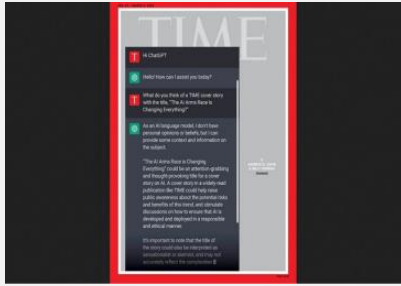 TIME
Hi ChatGPT
Hello! How can I assist you today?
What do you think of a TIME cover story
with the title, "The AI Arms Race Is
Changing Everything?"
As an AI language model, I don't have
personal opinions or beliefs, but I can
provide some context and information on
the subject.
"The AI Arms Race is Changing
Everything" could be an attention-grabbing
and thought-provoking title for a cover
story on AI. A cover story in a widely-read
publication like TIME could help raise
public awareness about the potential risks
and benefits of this trend, and stimulate
discussions on how to ensure that AI is
developed and deployed in a responsible
and ethical manner.
It's important to note that the title of
the story could also be interpreted as
sensationalist or alarmist, and may not
accurately reflect the complexities